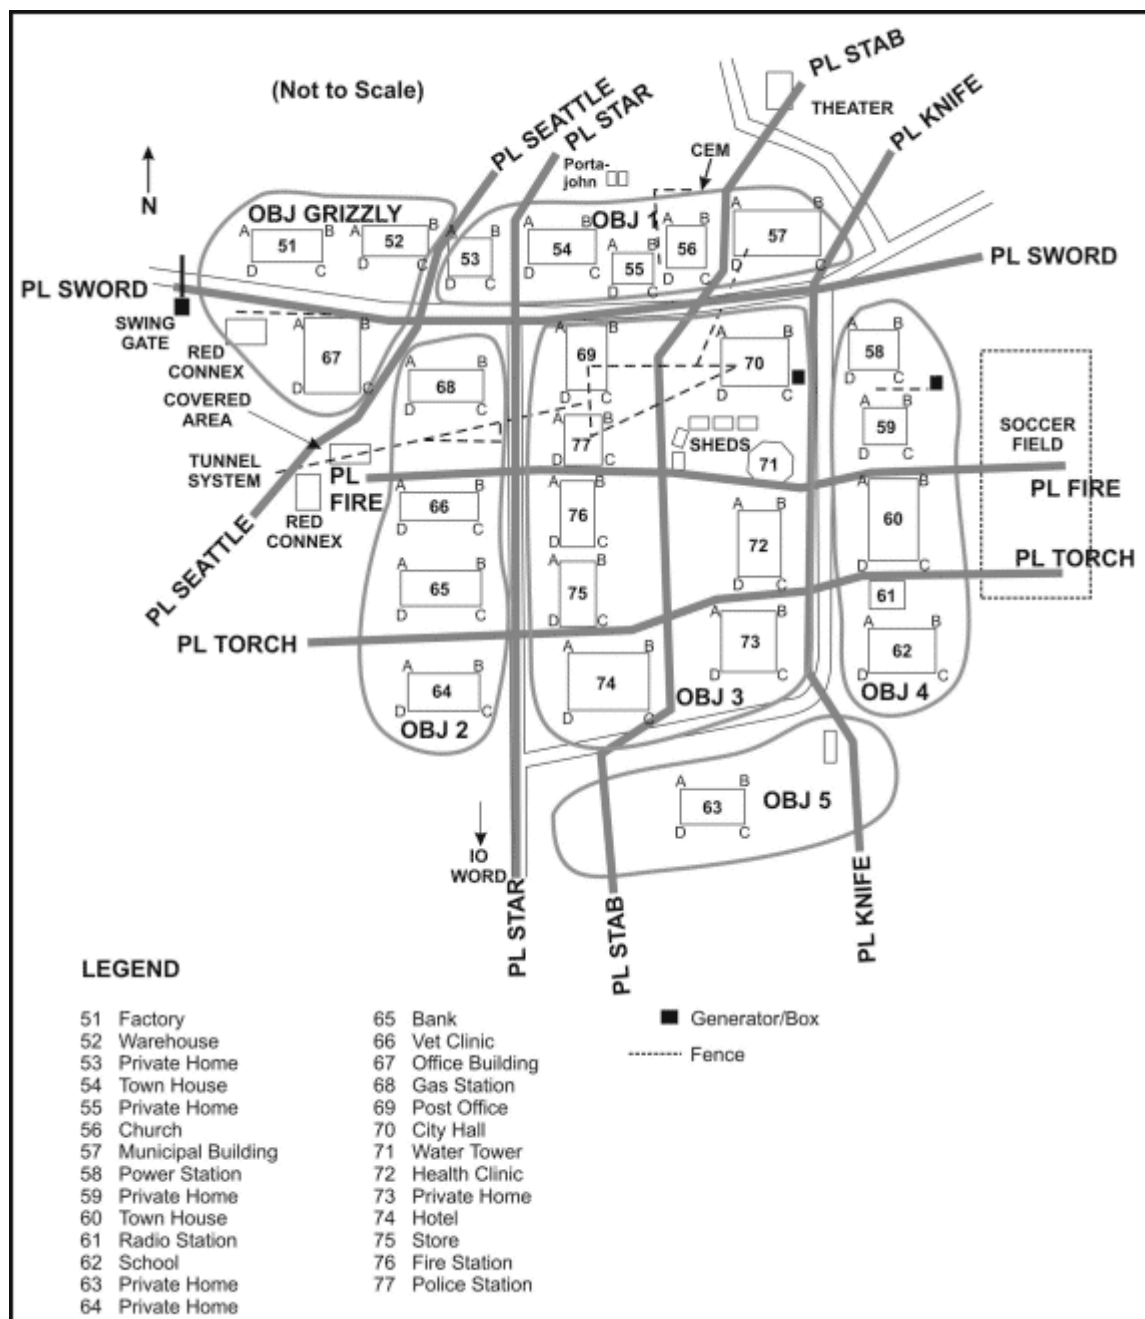 (Not to Scale)
N
PL SEATTLE
PL STAR
PL STAB
THEATER
PL KNIFE
CEM
Porta-
john
OBJ GRIZZLY
OBJ 1
A B
51
D C
A B
52
D C
A B
53
D C
A B
54
D C
A B
55
D C
A B
56
D C
A B
57
D C
PL SWORD
PL SWORD
SWING
GATE
RED
CONNEX
A B
67
D C
COVERED
AREA
TUNNEL
SYSTEM
A B
68
D C
A B
69
D C
A B
70
D C
A B
58
D C
A B
59
D C
SOCCER
FIELD
A B
77
D C
SHEDS
71
PL
FIRE
PL FIRE
RED
CONNEX
PL SEATTLE
A B
66
D C
A B
76
D C
A B
72
D C
A B
60
D C
PL TORCH
A B
65
D C
A B
75
D C
61
PL TORCH
A B
64
D C
OBJ 2
A B
74
D C
A B
73
D C
OBJ 3
A B
62
D C
OBJ 4
A B
63
D C
OBJ 5
IO
WORD
PL STAR
PL STAB
PL KNIFE
LEGEND
51 Factory
52 Warehouse
53 Private Home
54 Town House
55 Private Home
56 Church
57 Municipal Building
58 Power Station
59 Private Home
60 Town House
61 Radio Station
62 School
63 Private Home
64 Private Home
65 Bank
66 Vet Clinic
67 Office Building
68 Gas Station
69 Post Office
70 City Hall
71 Water Tower
72 Health Clinic
73 Private Home
74 Hotel
75 Store
76 Fire Station
77 Police Station
Generator/Box
Fence